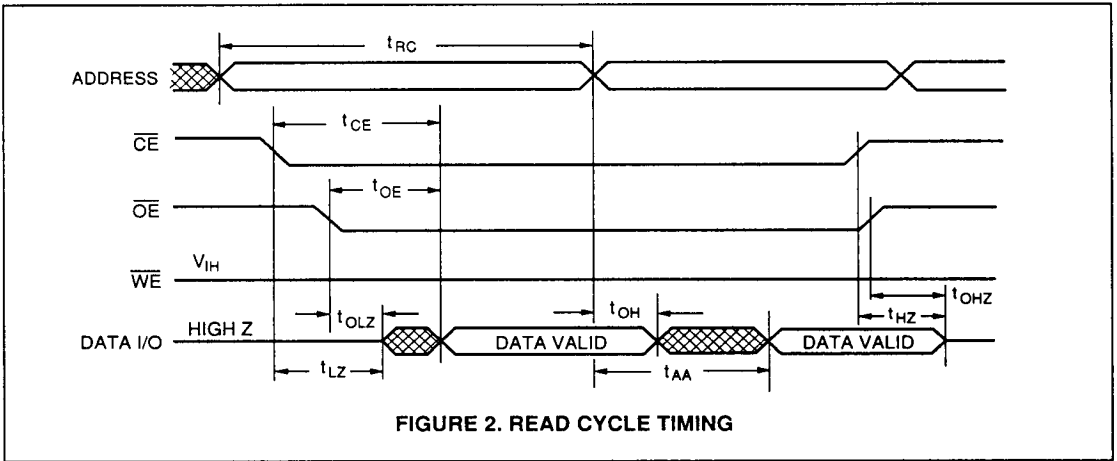 tRC
ADDRESS
tCE
CE
tOE
OE
VIH
WE
tOHZ
tOLZ
tOH
tHZ
HIGH Z
DATA I/O
DATA VALID
DATA VALID
tLZ
tAA
FIGURE 2. READ CYCLE TIMING